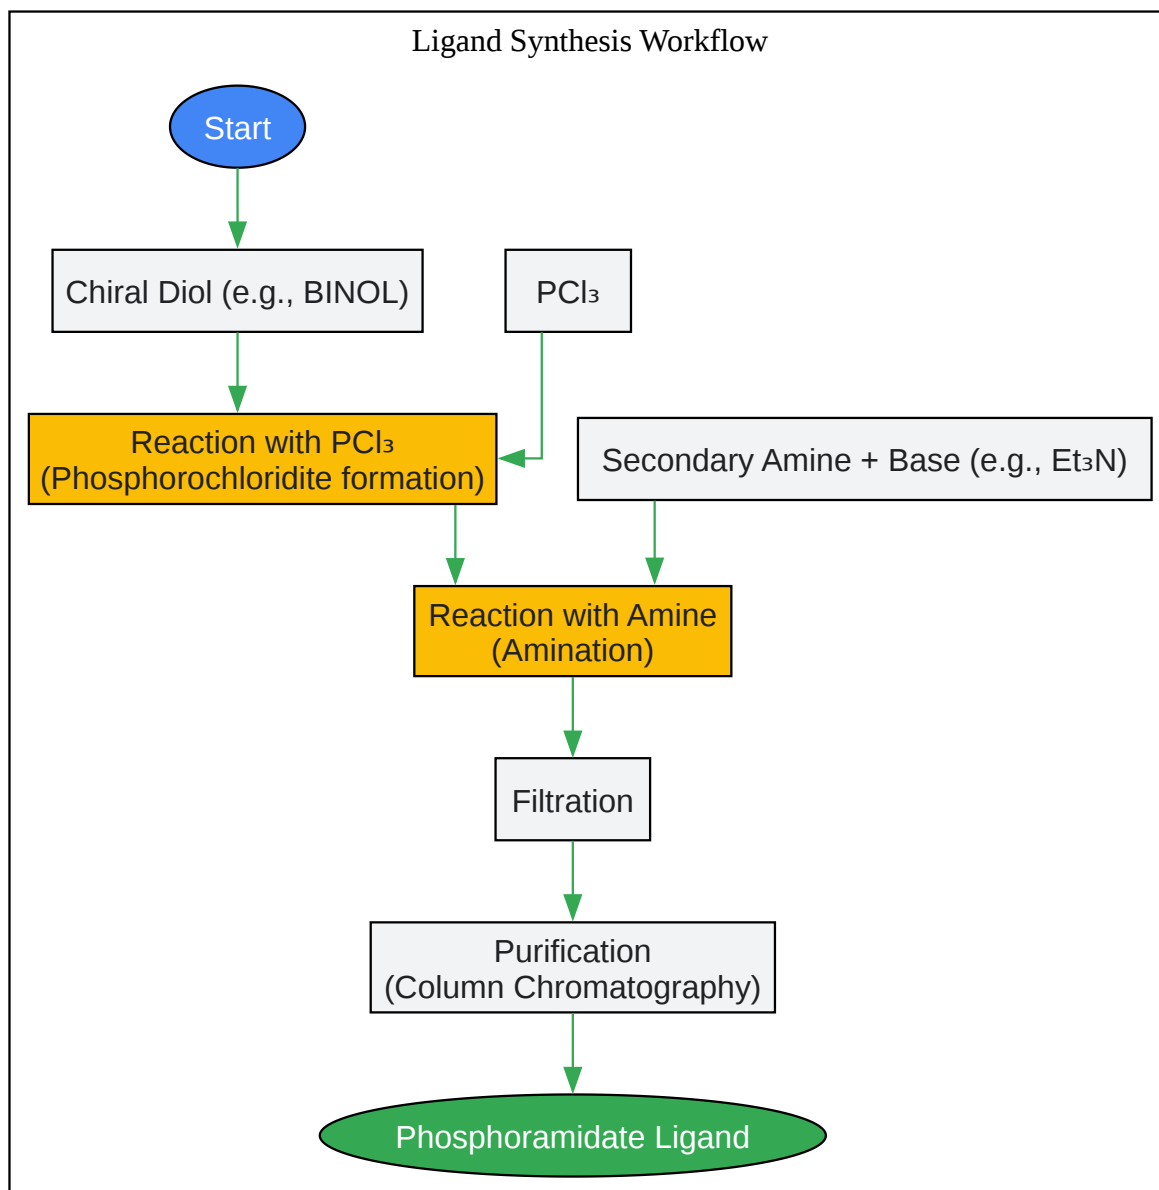 Ligand Synthesis Workflow
Start
Chiral Diol (e.g., BINOL)
PCl₃
Reaction with PCl₃
(Phosphorochloridite formation)
Secondary Amine + Base (e.g., Et₃N)
Reaction with Amine
(Amination)
Filtration
Purification
(Column Chromatography)
Phosphoramidate Ligand